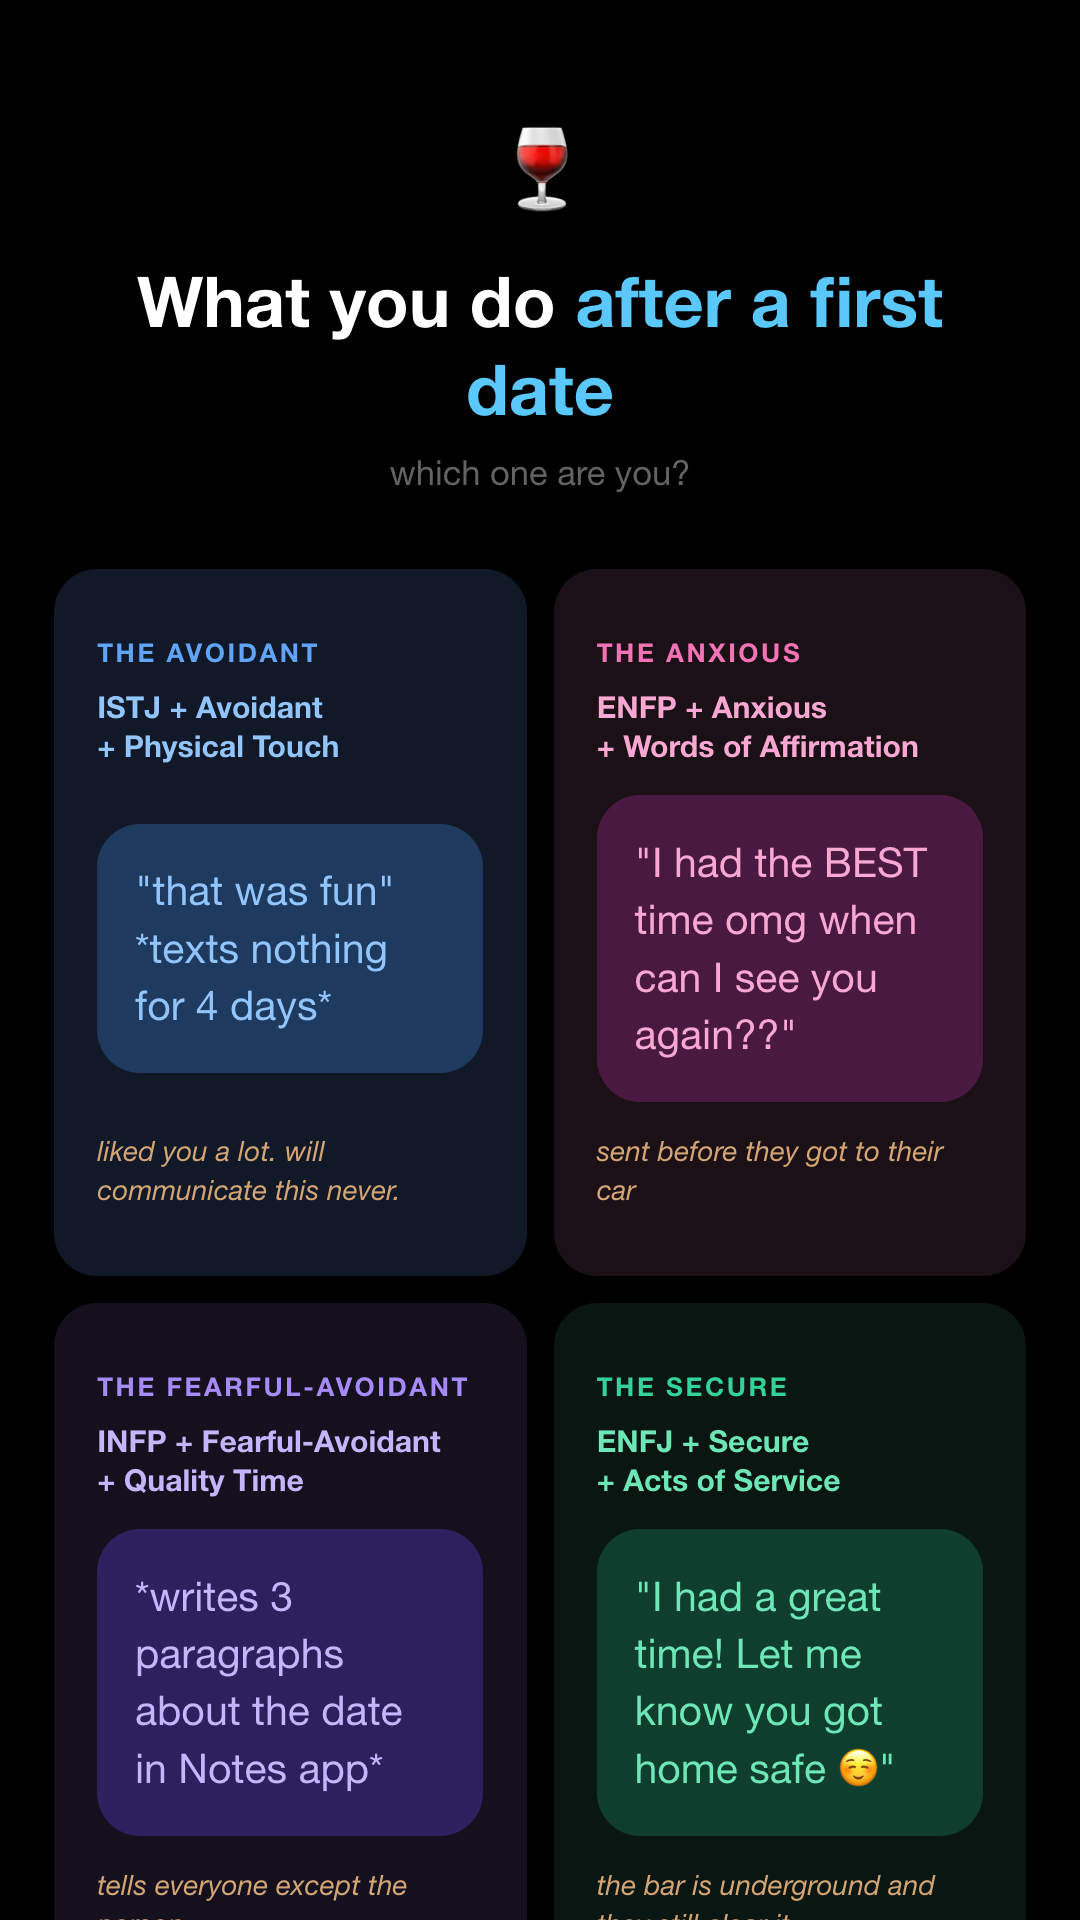 What you do after a first
date
which one are you?
THE AVOIDANT
ISTJ + Avoidant
+ Physical Touch
"that was fun"
*texts nothing
for 4 days*
liked you a lot. will
communicate this never.
THE ANXIOUS
ENFP + Anxious
+ Words of Affirmation
"I had the BEST
time omg when
can I see you
again??"
sent before they got to their
car
THE FEARFUL-AVOIDANT
INFP + Fearful-Avoidant
+ Quality Time
*writes 3
paragraphs
about the date
in Notes app*
tells everyone except the
THE SECURE
ENFJ + Secure
+ Acts of Service
"I had a great
time! Let me
know you got
home safe ☺️"
the bar is underground and
they still clear it